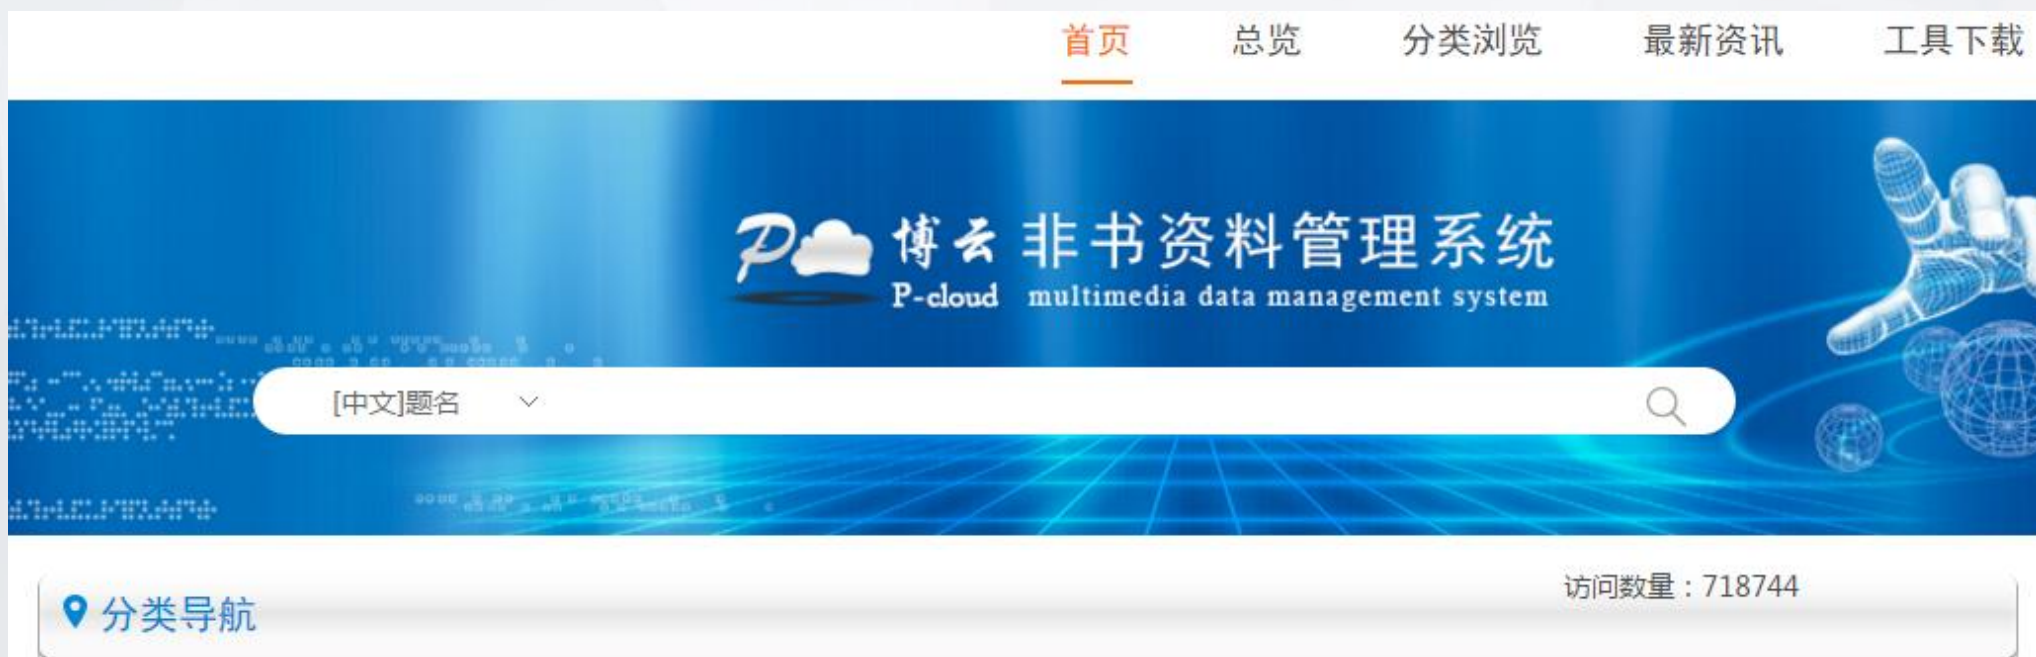 首页 总览 分类浏览 最新资讯 工具下载
博云 非书资料管理系统
P-cloud multimedia data management system
[中文]题名
访问数量：718744
分类导航